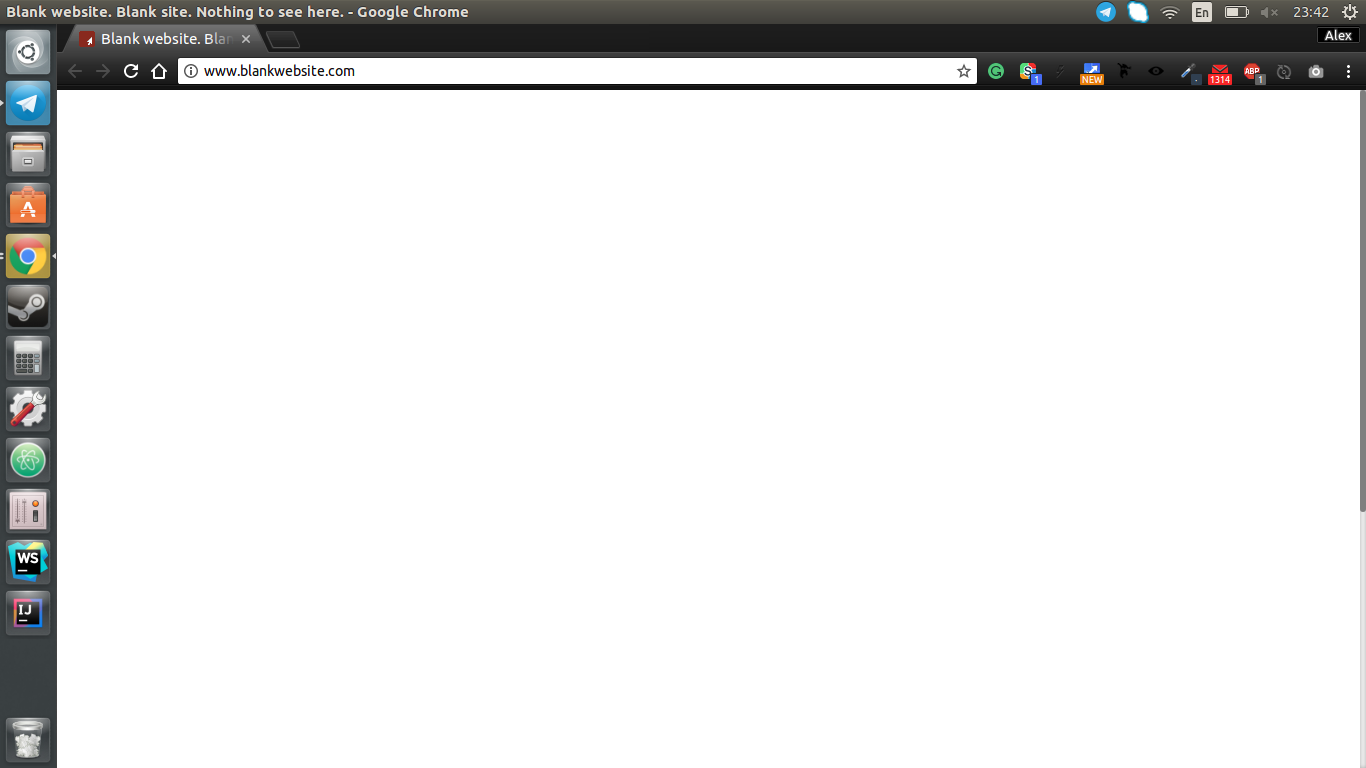 Blank website. Blank site. Nothing to see here. - Google Chrome
En
23:42
Blank website. Blan
Alex
www.blankwebsite.com
S
1
NEW
.
1314
ABP
1
A
WS
IJ